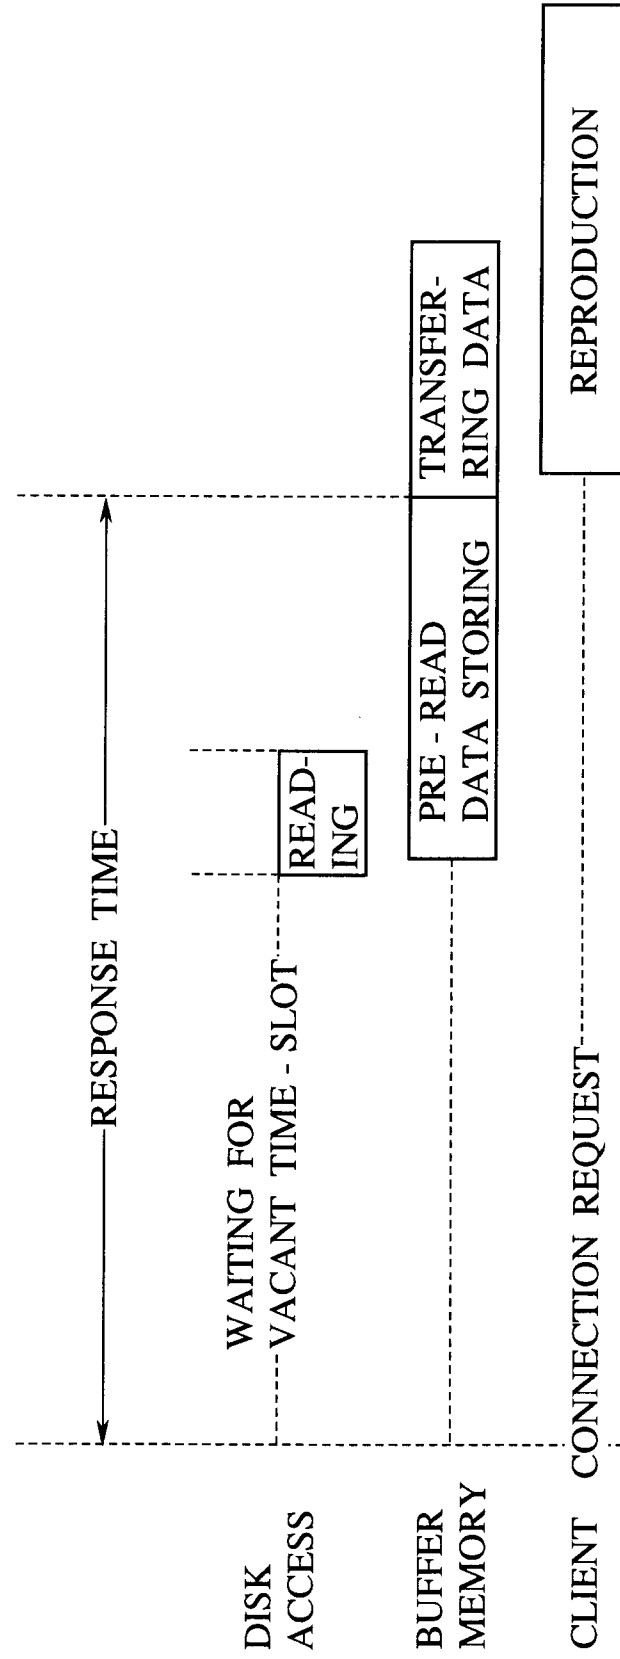 RESPONSE TIME
DISK
ACCESS
WAITING FOR
VACANT TIME - SLOT
READ-
ING
BUFFER
MEMORY
PRE - READ
DATA STORING
TRANSFER-
RING DATA
CLIENT CONNECTION REQUEST
REPRODUCTION